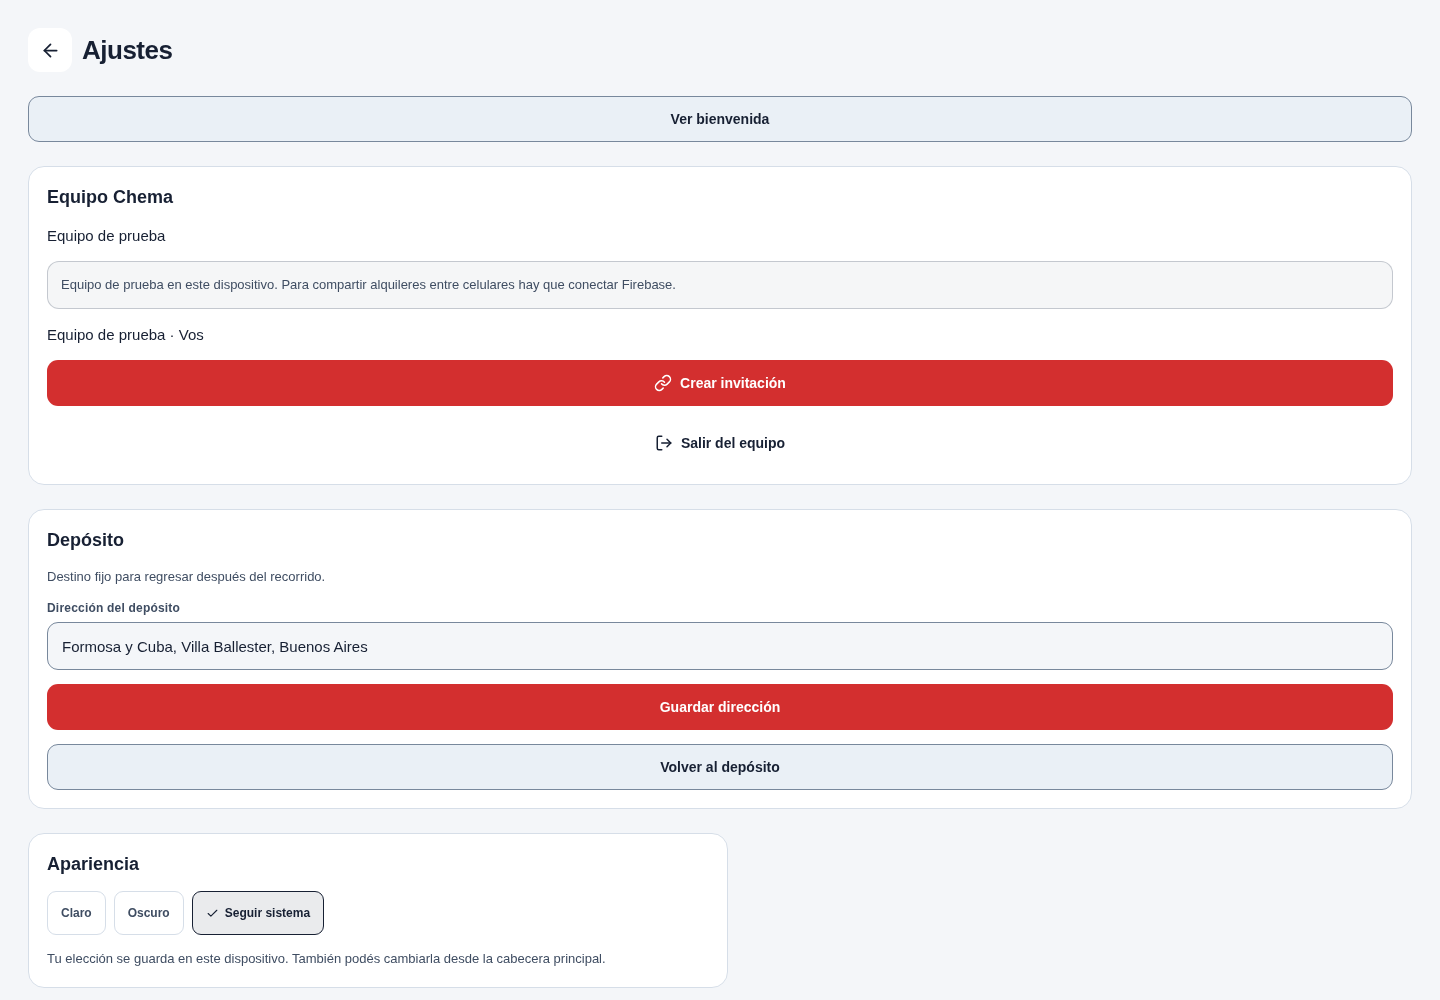 Ajustes
Ver bienvenida
Equipo Chema
Equipo de prueba
Equipo de prueba en este dispositivo. Para compartir alquileres entre celulares hay que conectar Firebase.
Equipo de prueba · Vos
Crear invitación
Salir del equipo
Depósito
Destino fijo para regresar después del recorrido.
Dirección del depósito
Formosa y Cuba, Villa Ballester, Buenos Aires
Guardar dirección
Volver al depósito
Apariencia
Claro Oscuro Seguir sistema
Tu elección se guarda en este dispositivo. También podés cambiarla desde la cabecera principal.